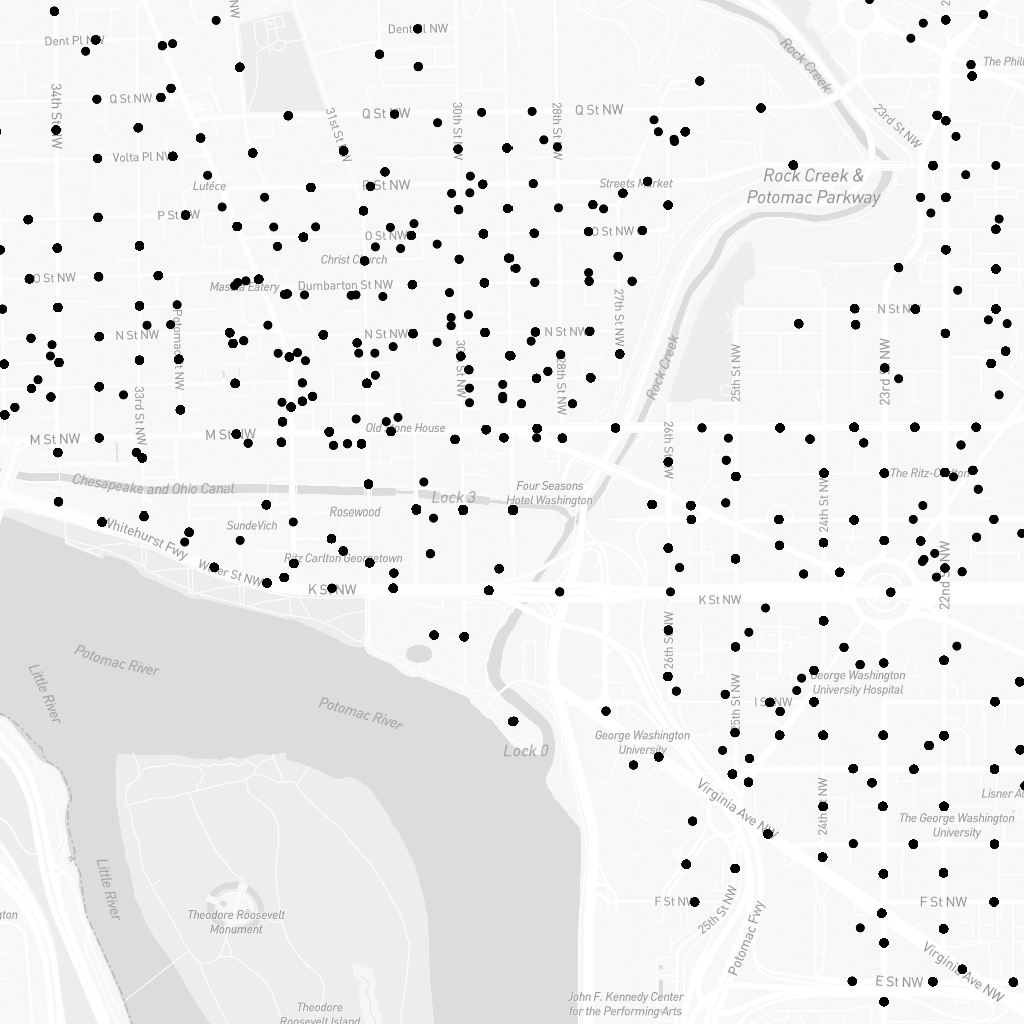 NW
Dent Pl NW
Dent Pl NW
Rock Creek
The Phill
34th St NW
Q St NW
31st St NW
Q St NW
30th St NW
28th St NW
Q St NW
23rd St NW
Volta Pl NW
Lutéce
P St NW
Streets Market
Rock Creek &
Potomac Parkway
P St NW
O St NW
O St NW
Christ Church
O St NW
Dumbarton St NW
27th St NW
N St NW
Potomac St NW
N St NW
N St NW
N St NW
30th St NW
28th St NW
Rock Creek
25th St NW
23rd St NW
33rd St NW
M St NW
M St NW
Old Stone House
26th St NW
Chesapeake and Ohio Canal
Lock 3
Four Seasons
Hotel Washington
The Ritz-Carlton
24th St NW
Whitehurst Fwy
SundeVich
Rosewood
Ritz Carlton Georgetown
Water St NW
K St NW
K St NW
22nd St NW
26th St NW
Potomac River
Little River
Potomac River
Lock 0
George Washington
University
25th St NW
I St NW
George Washington
University Hospital
Virginia Ave NW
24th St NW
The George Washington
University
Little River
Theodore Roosevelt
Monument
F St NW
25th St NW
Potomac Fwy
F St NW
Virginia Ave NW
E St NW
Theodore
Roosevelt Island
John F. Kennedy Center
for the Performing Arts